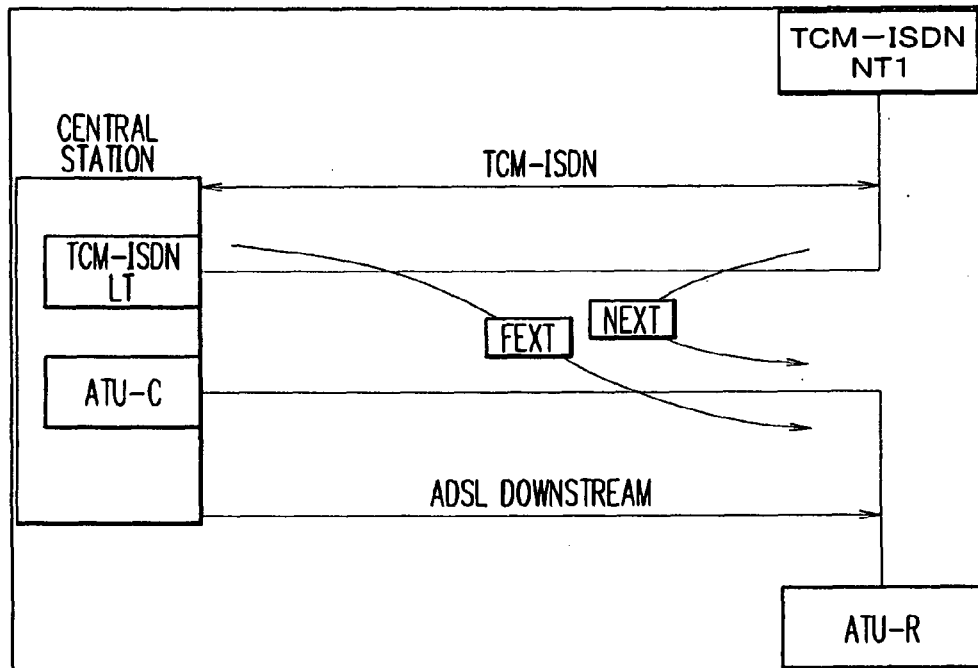 TCM-ISDN
NT1
CENTRAL
STATION
TCM-ISDN
TCM-ISDN
LT
FEXT
NEXT
ATU-C
ADSL DOWNSTREAM
ATU-R